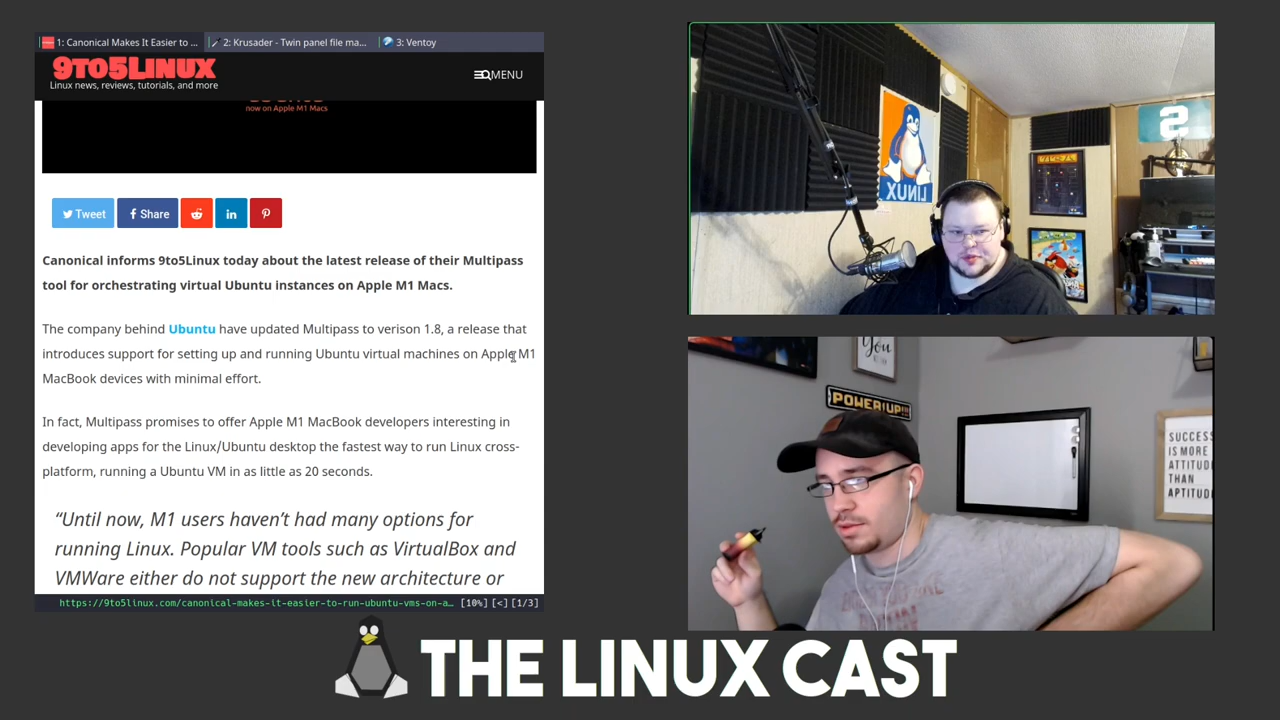 1: Canonical Makes It Easier to ...
2: Krusader - Twin panel file ma...
3: Ventoy
9TO5LINUX
Linux news, reviews, tutorials, and more
MENU
now on Apple M1 Macs
Tweet
Share
Canonical informs 9to5Linux today about the latest release of their Multipass
tool for orchestrating virtual Ubuntu instances on Apple M1 Macs.
The company behind Ubuntu have updated Multipass to verison 1.8, a release that
introduces support for setting up and running Ubuntu virtual machines on Apple M1
MacBook devices with minimal effort.
In fact, Multipass promises to offer Apple M1 MacBook developers interesting in
developing apps for the Linux/Ubuntu desktop the fastest way to run Linux cross-
platform, running a Ubuntu VM in as little as 20 seconds.
“Until now, M1 users haven’t had many options for
running Linux. Popular VM tools such as VirtualBox and
VMWare either do not support the new architecture or
https://9to5linux.com/canonical-makes-it-easier-to-run-ubuntu-vms-on-a… [10%] [<] [1/3]
LINUX
You
POWER UP
SUCCESS
IS MORE
ATTITUD
THAN
APTITUD
THE LINUX CAST